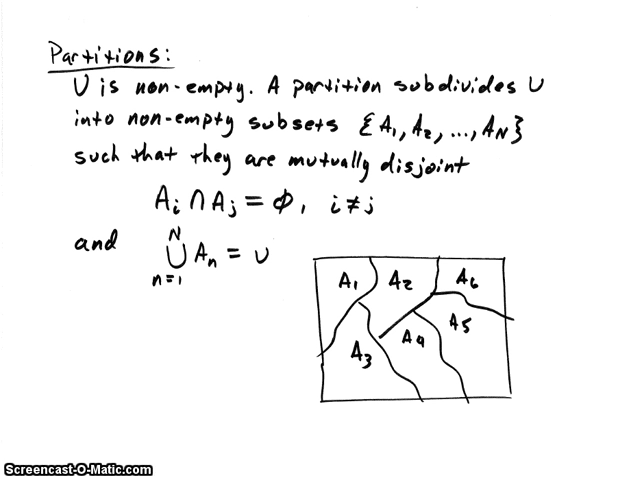 Partitions:
U is non-empty. A partition subdivides U
into non-empty subsets {A₁, A₂, ..., A_N}
such that they are mutually disjoint
Aᵢ ∩ Aⱼ = ϕ, i ≠ j
and
N
∪ Aₙ = U
n=1
A₁ A₂ A₆
A₅
A₃ A₄
Screencast-O-Matic.com